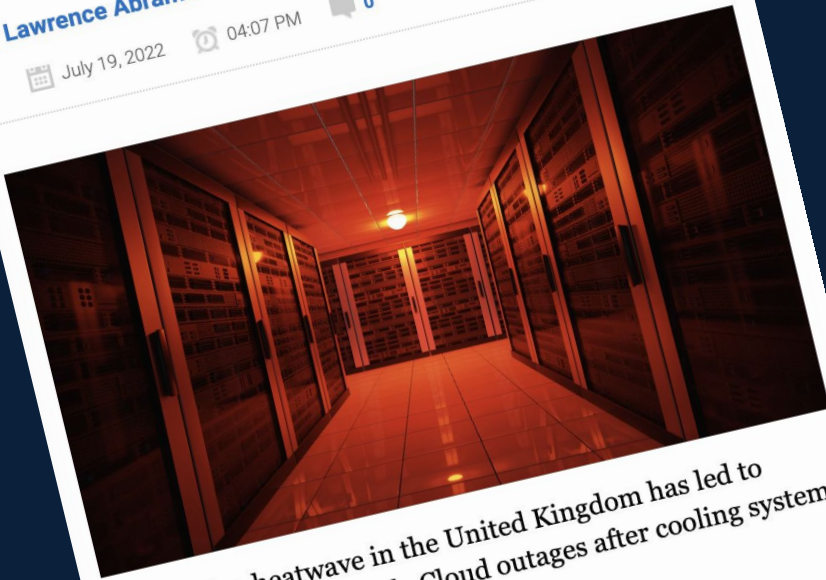 Lawrence
July 19, 2022 04:07 PM 0
heatwave in the United Kingdom has led to
Cloud outages after cooling system